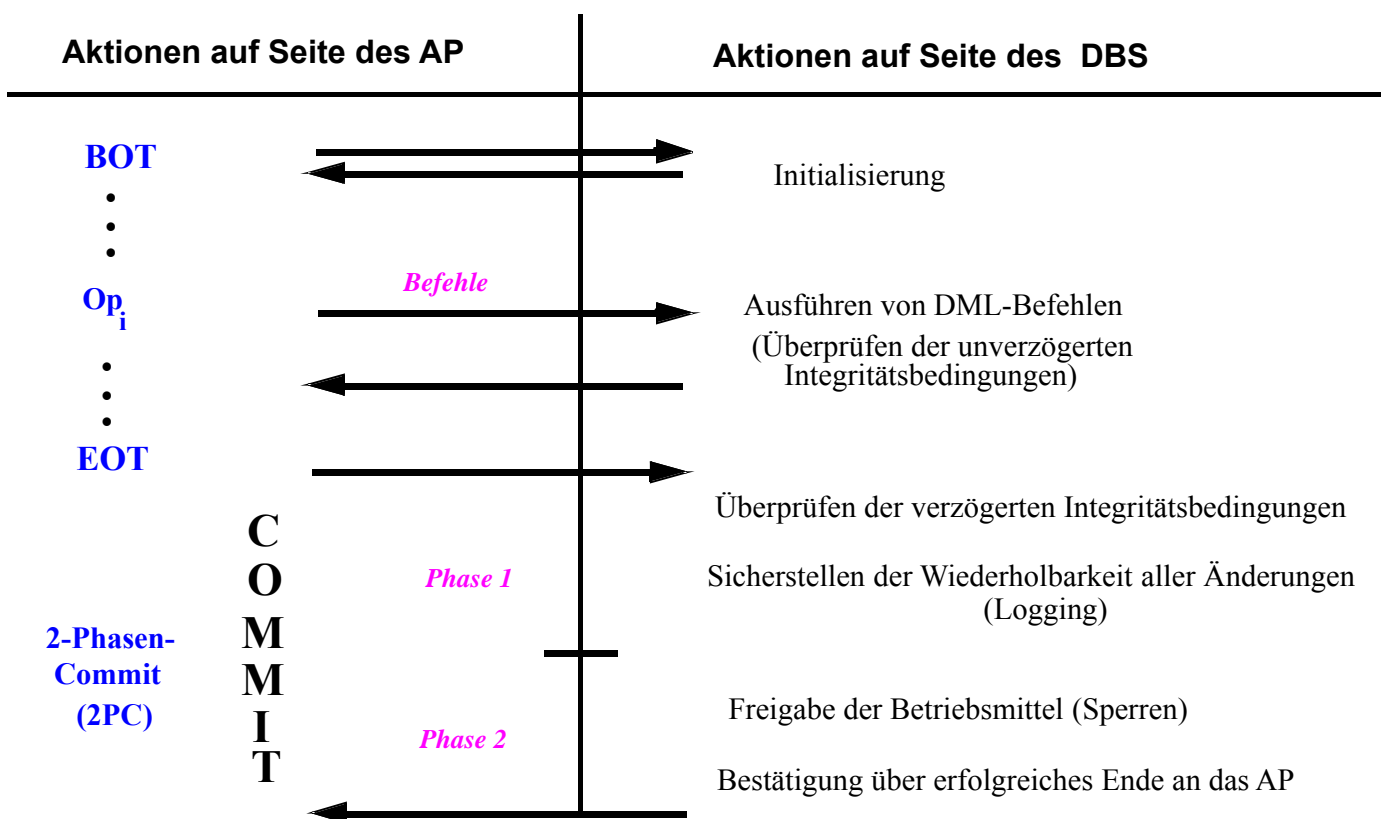 Aktionen auf Seite des AP
Aktionen auf Seite des DBS
BOT
Initialisierung
Befehle
Opi
Ausführen von DML-Befehlen
(Überprüfen der unverzögerten
Integritätsbedingungen)
EOT
Überprüfen der verzögerten Integritätsbedingungen
COMMIT
Phase 1
Sicherstellen der Wiederholbarkeit aller Änderungen
(Logging)
2-Phasen-
Commit
(2PC)
Freigabe der Betriebsmittel (Sperren)
Phase 2
Bestätigung über erfolgreiches Ende an das AP